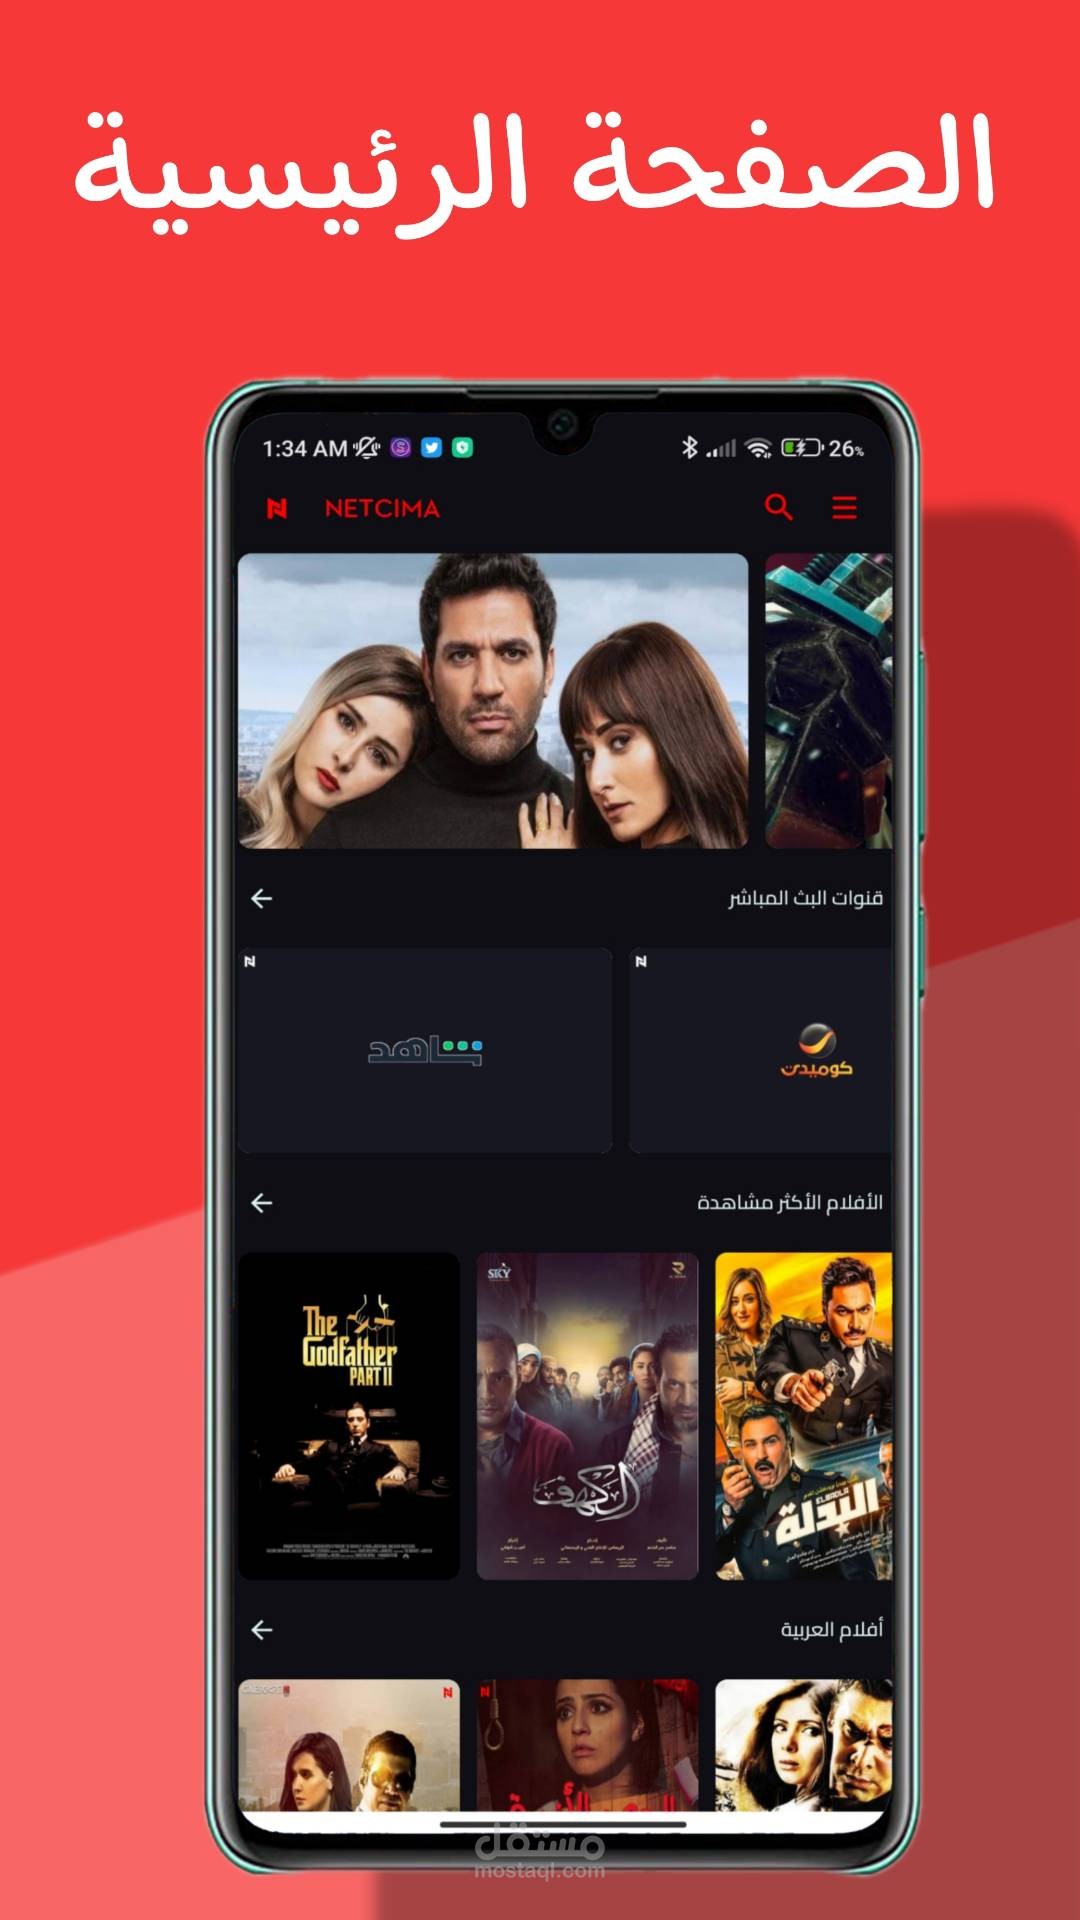 الصفحة الرئيسية
1:34 AM
26%
NETCIMA
قنوات البث المباشر
شاهد
كوميدي
الأفلام الأكثر مشاهدة
The Godfather PART II
SKY
الكهف
ELBADLA
البدلة
أفلام العربية
مستقل
mostaql.com